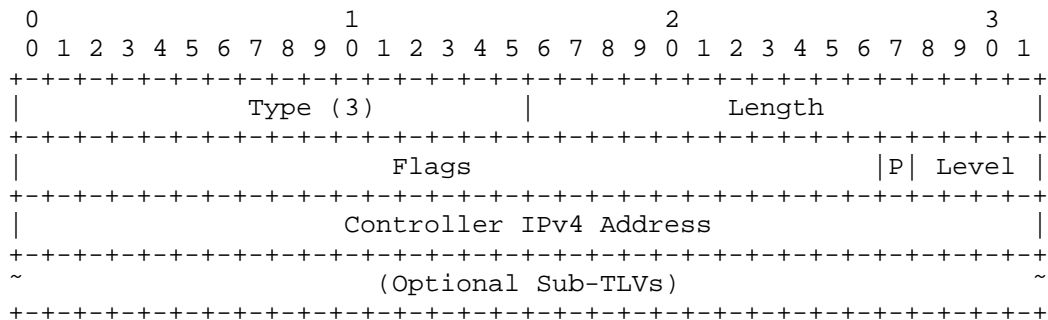 0                   1                   2                   3
 0 1 2 3 4 5 6 7 8 9 0 1 2 3 4 5 6 7 8 9 0 1 2 3 4 5 6 7 8 9 0 1
+-+-+-+-+-+-+-+-+-+-+-+-+-+-+-+-+-+-+-+-+-+-+-+-+-+-+-+-+-+-+-+-+
|             Type (3)          |            Length             |
+-+-+-+-+-+-+-+-+-+-+-+-+-+-+-+-+-+-+-+-+-+-+-+-+-+-+-+-+-+-+-+-+
|                       Flags                         |P| Level |
+-+-+-+-+-+-+-+-+-+-+-+-+-+-+-+-+-+-+-+-+-+-+-+-+-+-+-+-+-+-+-+-+
|                    Controller IPv4 Address                    |
+-+-+-+-+-+-+-+-+-+-+-+-+-+-+-+-+-+-+-+-+-+-+-+-+-+-+-+-+-+-+-+-+
~                      (Optional Sub-TLVs)                      ~
+-+-+-+-+-+-+-+-+-+-+-+-+-+-+-+-+-+-+-+-+-+-+-+-+-+-+-+-+-+-+-+-+